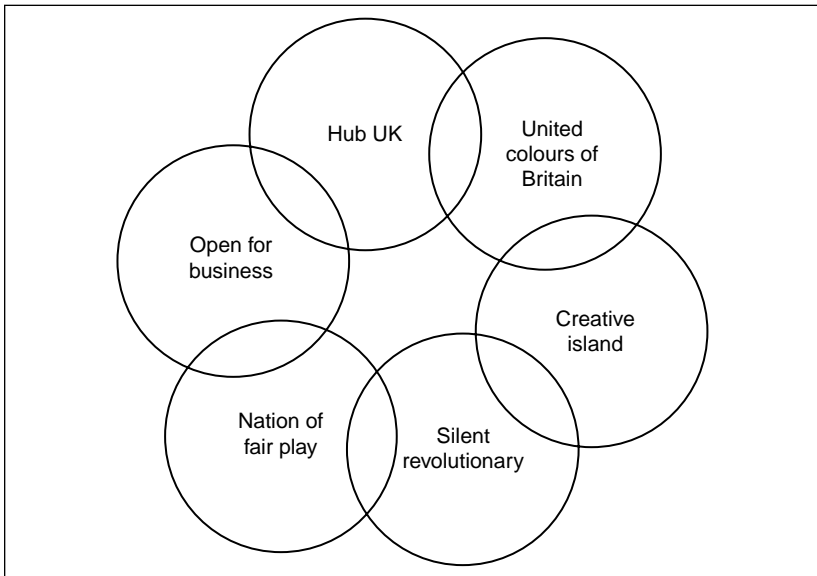 Hub UK
United
colours of
Britain
Open for
business
Creative
island
Nation of
fair play
Silent
revolutionary